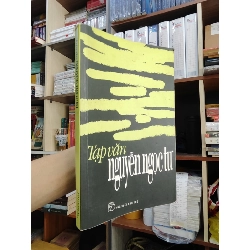 Tạp văn
nguyễn ngọc tư